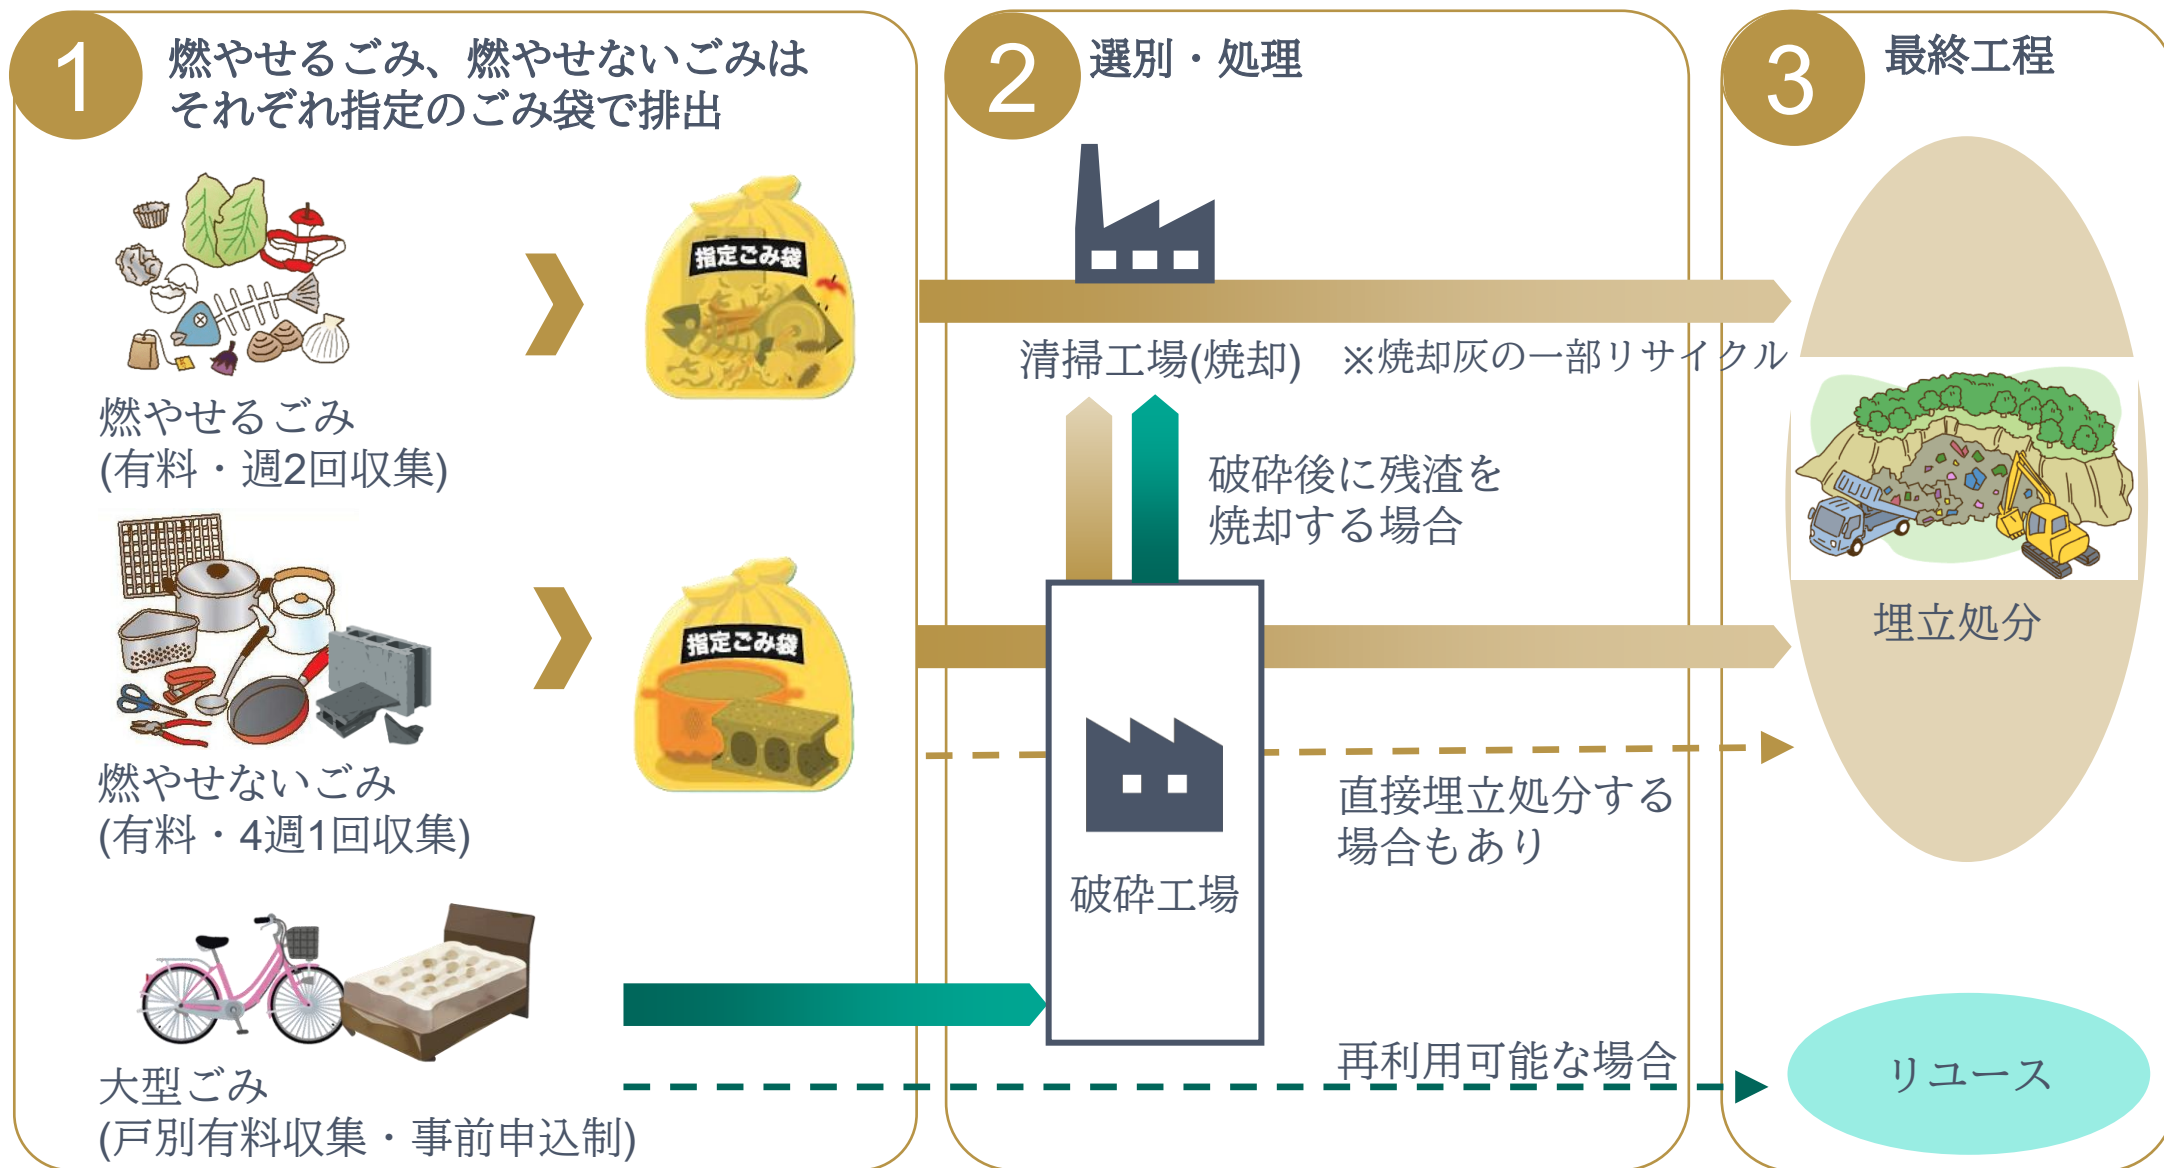 1
燃やせるごみ、燃やせないごみは
それぞれ指定のごみ袋で排出
指定ごみ袋
燃やせるごみ
(有料・週2回収集)
指定ごみ袋
燃やせないごみ
(有料・4週1回収集)
大型ごみ
(戸別有料収集・事前申込制)
2
選別・処理
清掃工場(焼却)
※焼却灰の一部リサイクル
破砕後に残渣を
焼却する場合
直接埋立処分する
場合もあり
破砕工場
再利用可能な場合
3
最終工程
埋立処分
リユース